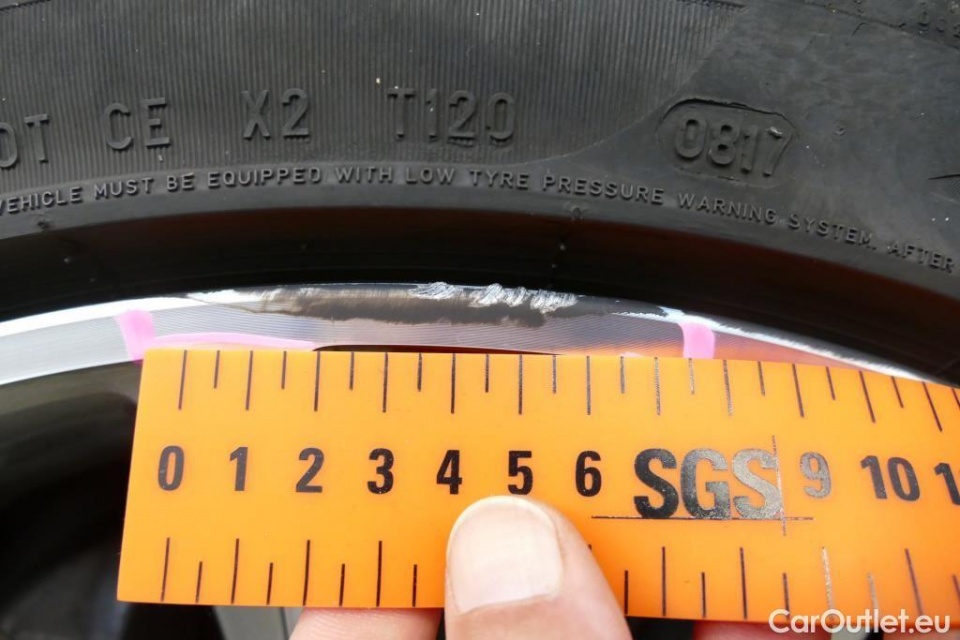 OT CE X2 T120 0817
VEHICLE MUST BE EQUIPPED WITH LOW TYRE PRESSURE WARNING SYSTEM. AFTER
0 1 2 3 4 5 6 SGS 9 10
CarOutlet.eu